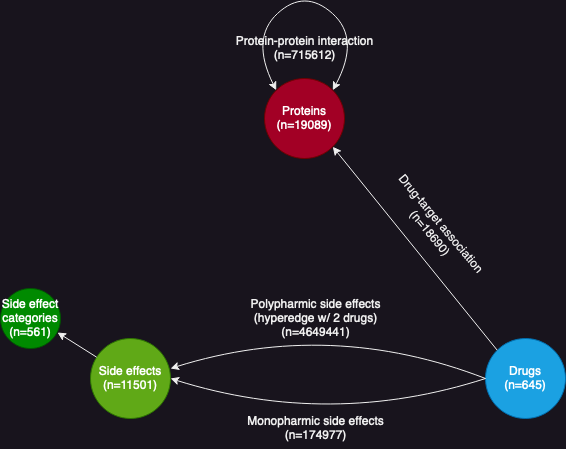 Protein-protein interaction
(n=715612)
Proteins
(n=19089)
Drug-target association
(n=18690)
Side effect
categories
(n=561)
Polypharmic side effects
(hyperedge w/ 2 drugs)
(n=4649441)
Side effects
(n=11501)
Drugs
(n=645)
Monopharmic side effects
(n=174977)